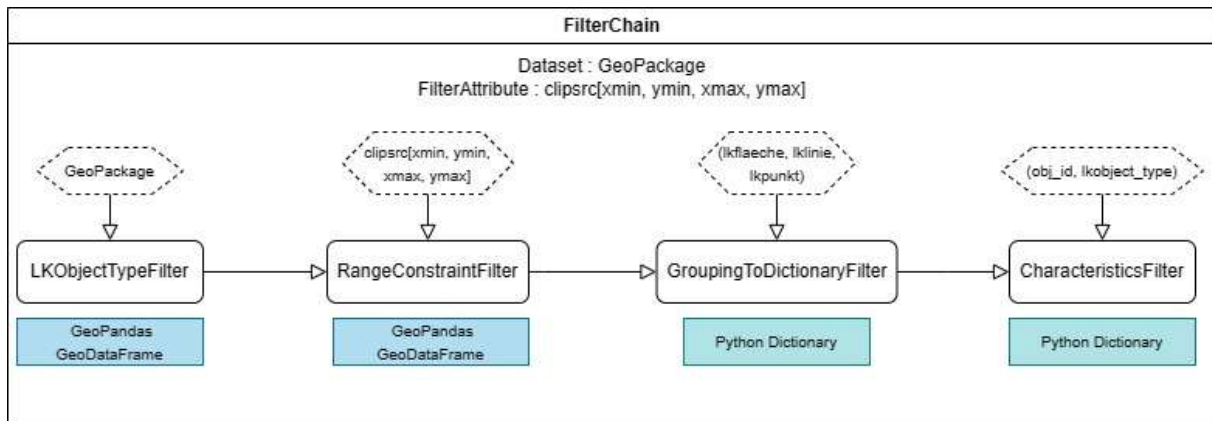 FilterChain
Dataset : GeoPackage
FilterAttribute : clipsrc[xmin, ymin, xmax, ymax]
GeoPackage
clipsrc[xmin, ymin,
xmax, ymax]
(lkflaeche, lklinie,
lkpunkt)
(obj_id, lkobject_type)
LKObjectTypeFilter
RangeConstraintFilter
GroupingToDictionaryFilter
CharacteristicsFilter
GeoPandas
GeoDataFrame
GeoPandas
GeoDataFrame
Python Dictionary
Python Dictionary